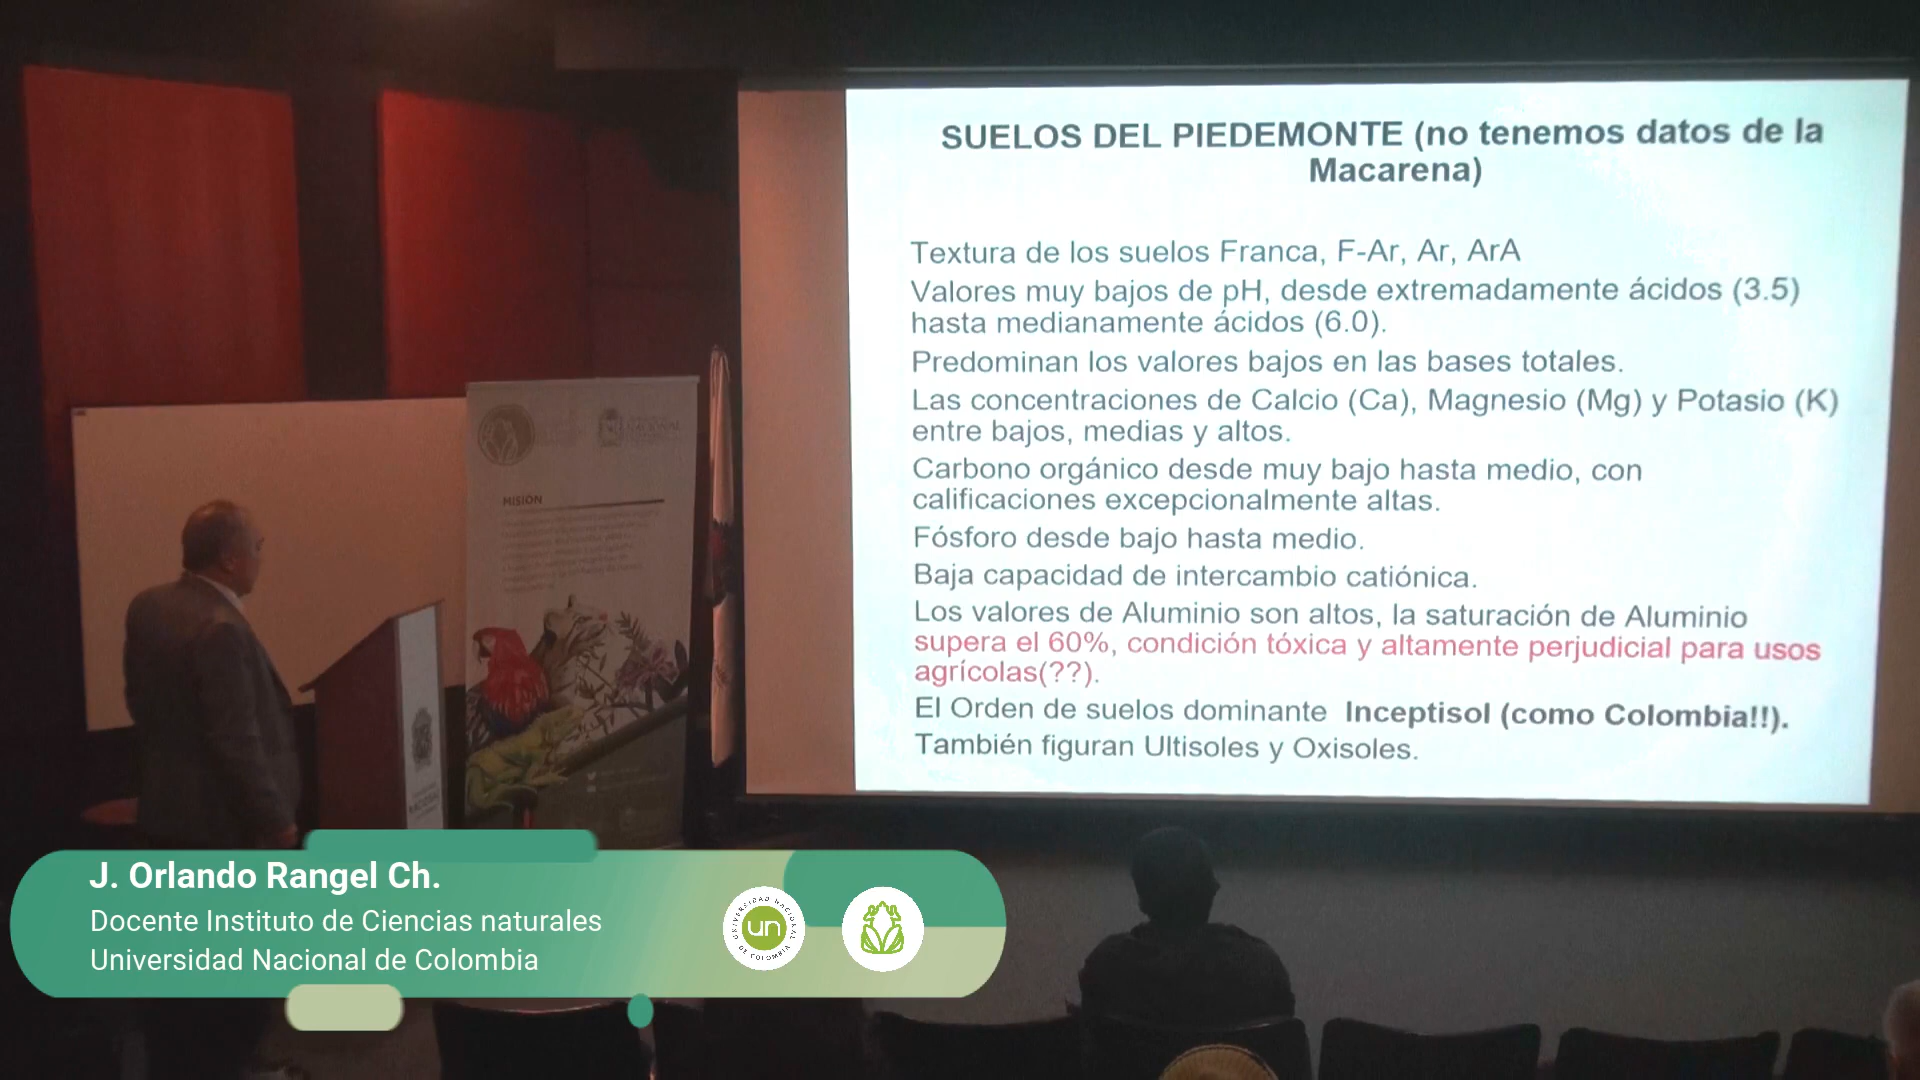 SUELOS DEL PIEDEMONTE (no tenemos datos de la
Macarena)
Textura de los suelos Franca, F-Ar, Ar, ArA
Valores muy bajos de pH, desde extremadamente ácidos (3.5)
hasta medianamente ácidos (6.0).
Predominan los valores bajos en las bases totales.
Las concentraciones de Calcio (Ca), Magnesio (Mg) y Potasio (K)
entre bajos, medias y altos.
Carbono orgánico desde muy bajo hasta medio, con
calificaciones excepcionalmente altas.
Fósforo desde bajo hasta medio.
Baja capacidad de intercambio catiónica.
Los valores de Aluminio son altos, la saturación de Aluminio
supera el 60%, condición tóxica y altamente perjudicial para usos
agrícolas(??).
El Orden de suelos dominante Inceptisol (como Colombia!!).
También figuran Ultisoles y Oxisoles.
NACIONAL
MISION
J. Orlando Rangel Ch.
Docente Instituto de Ciencias naturales
Universidad Nacional de Colombia
UNIVERSIDAD NACIONAL
un
DE COLOMBIA